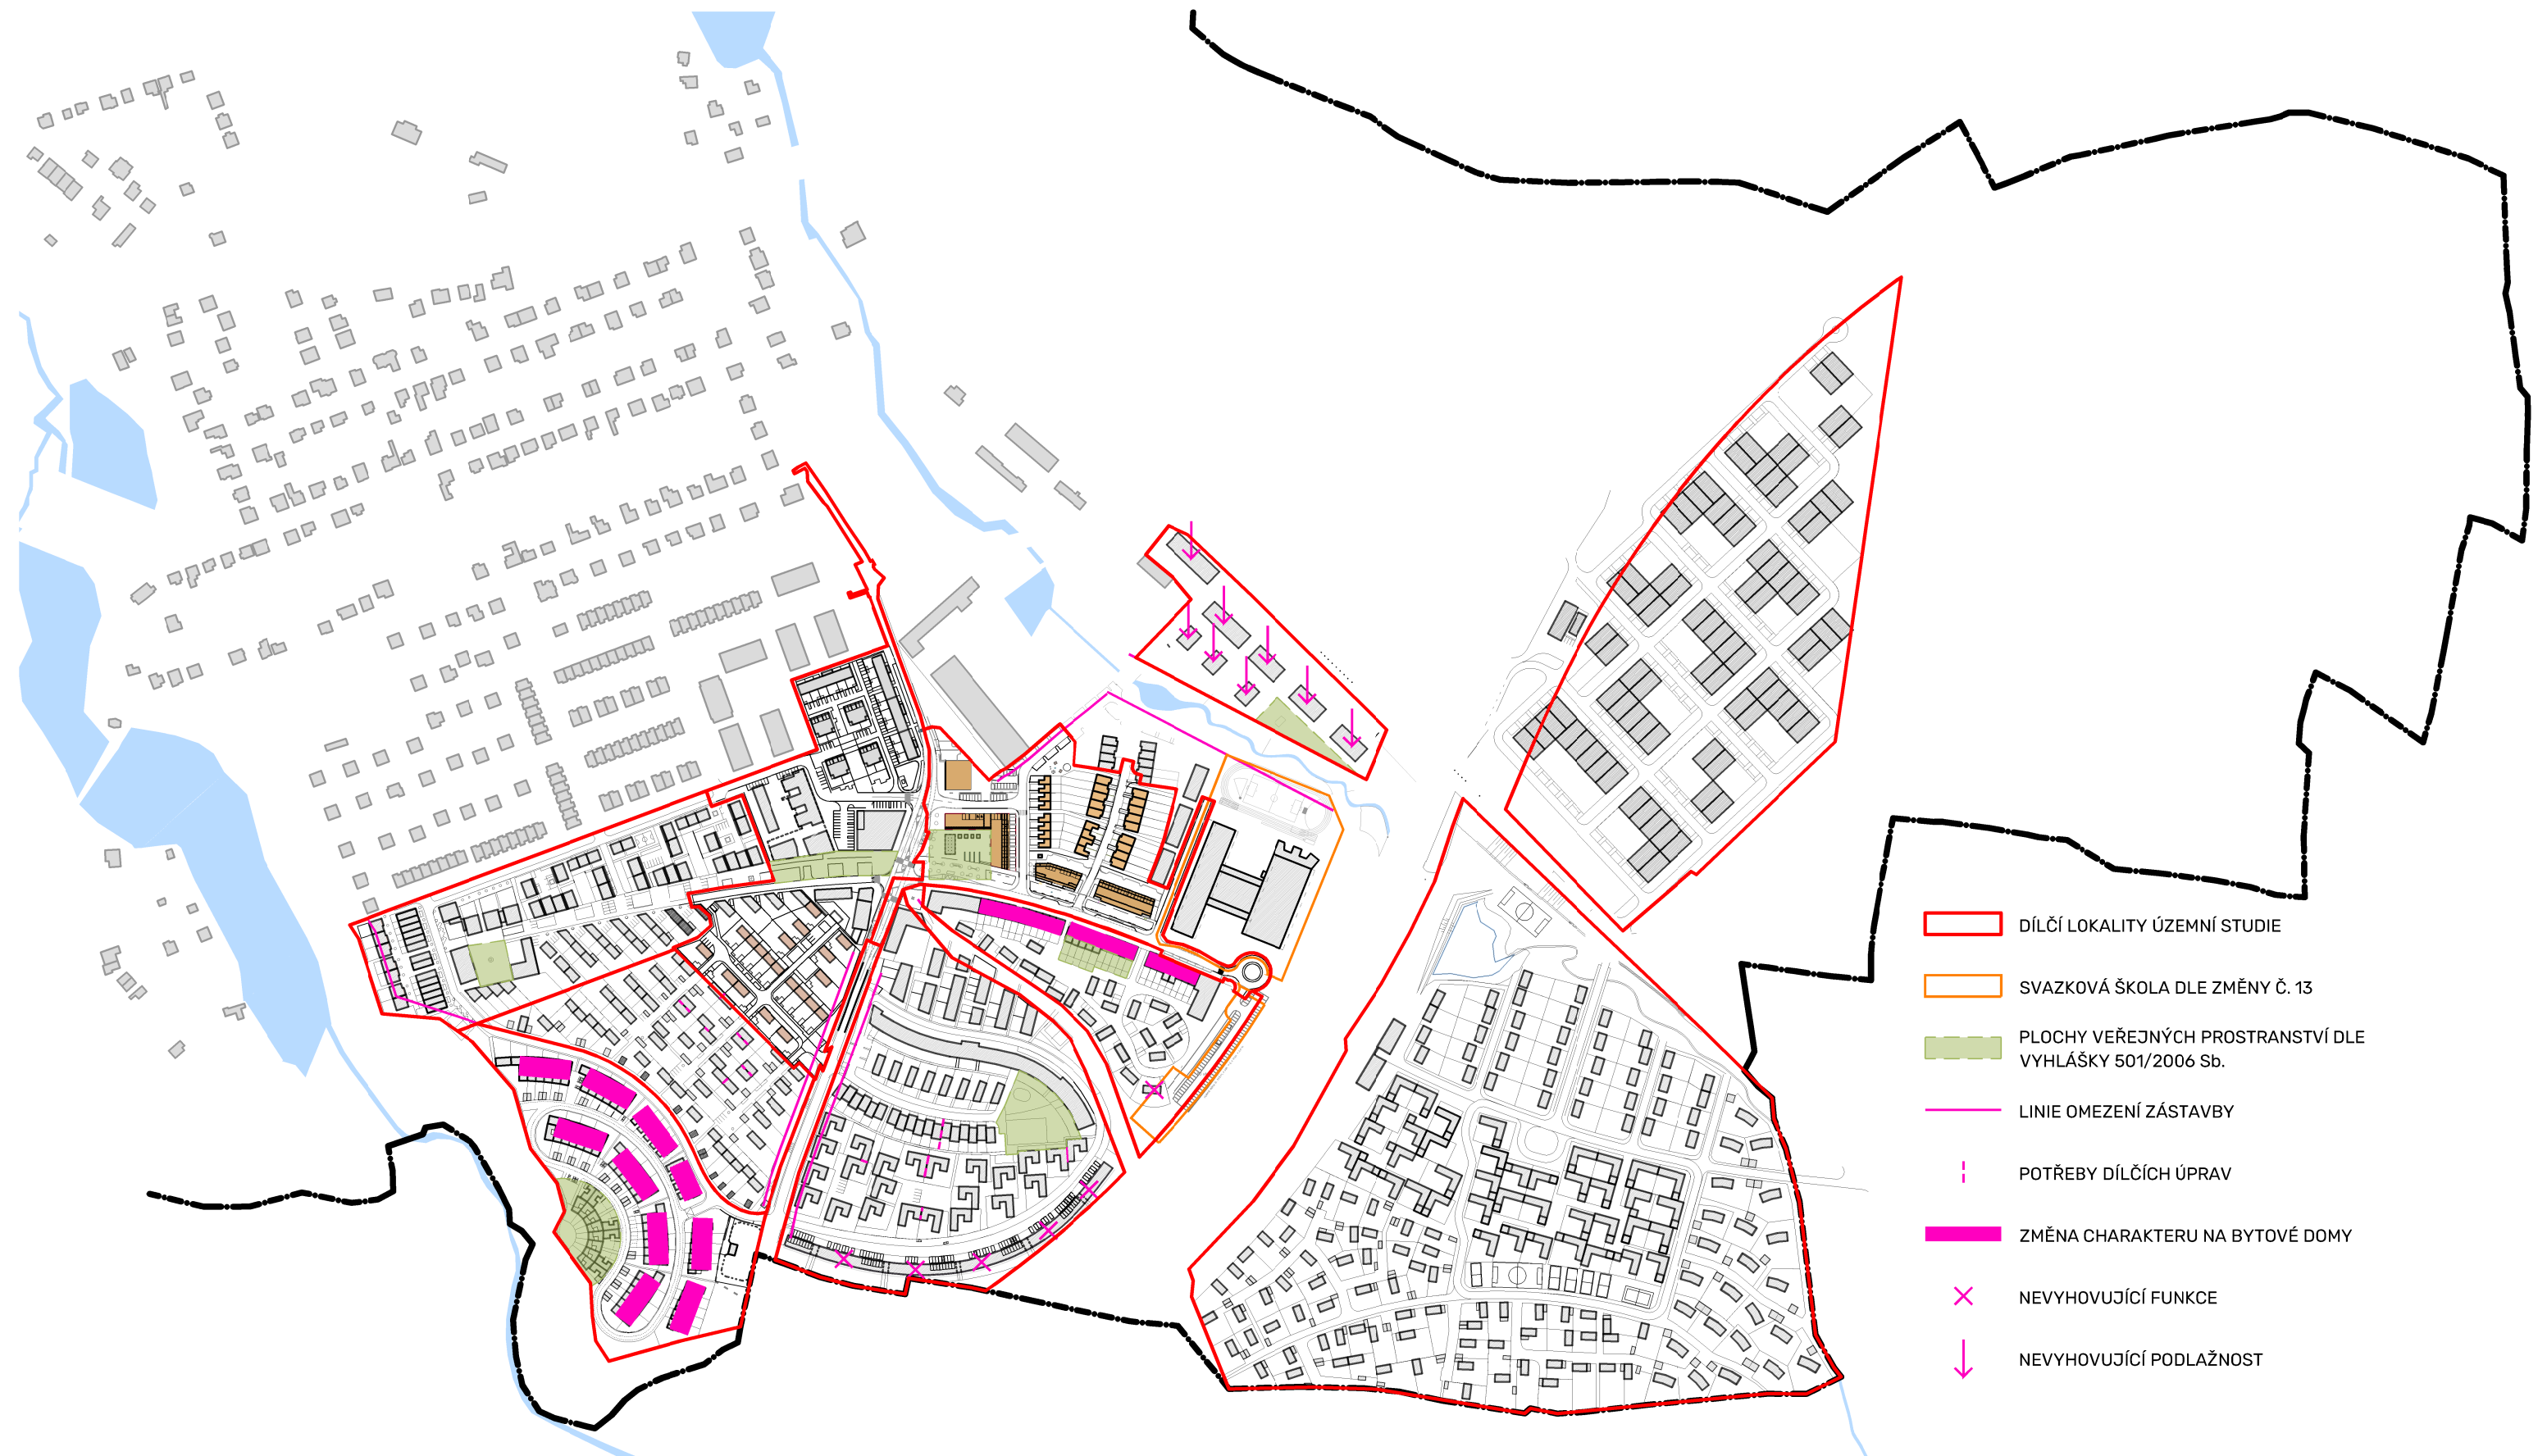 DÍLČÍ LOKALITY ÚZEMNÍ STUDIE
SVAZKOVÁ ŠKOLA DLE ZMĚNY Č. 13
PLOCHY VEŘEJNÝCH PROSTRANSTVÍ DLE
VYHLÁŠKY 501/2006 Sb.
LINIE OMEZENÍ ZÁSTAVBY
POTŘEBY DÍLČÍCH ÚPRAV
ZMĚNA CHARAKTERU NA BYTOVÉ DOMY
NEVYHOVUJÍCÍ FUNKCE
NEVYHOVUJÍCÍ PODLAŽNOST